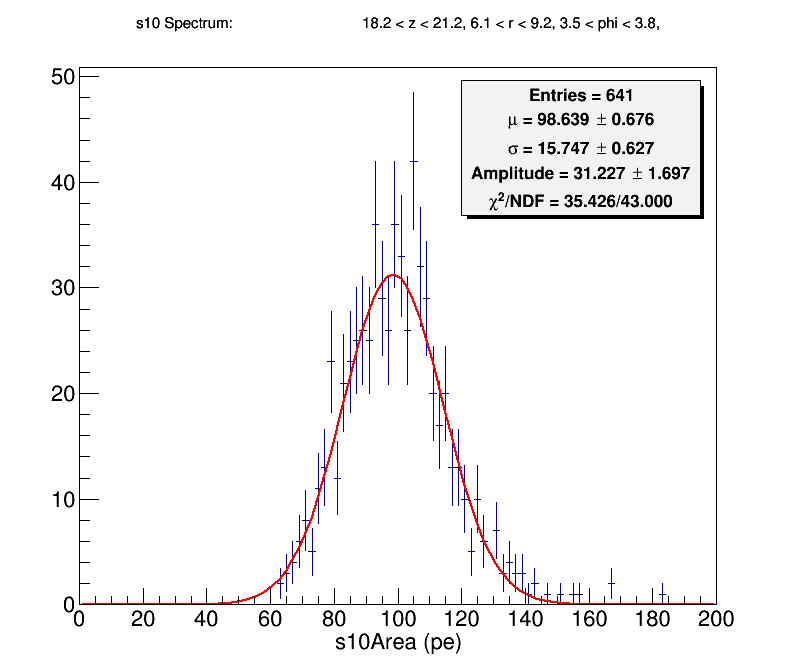 s10 Spectrum: 18.2 < z < 21.2, 6.1 < r < 9.2, 3.5 < phi < 3.8,
Entries = 641
μ = 98.639 ± 0.676
σ = 15.747 ± 0.627
Amplitude = 31.227 ± 1.697
χ²/NDF = 35.426/43.000
50
40
30
20
10
0
0 20 40 60 80 100 120 140 160 180 200
s10Area (pe)